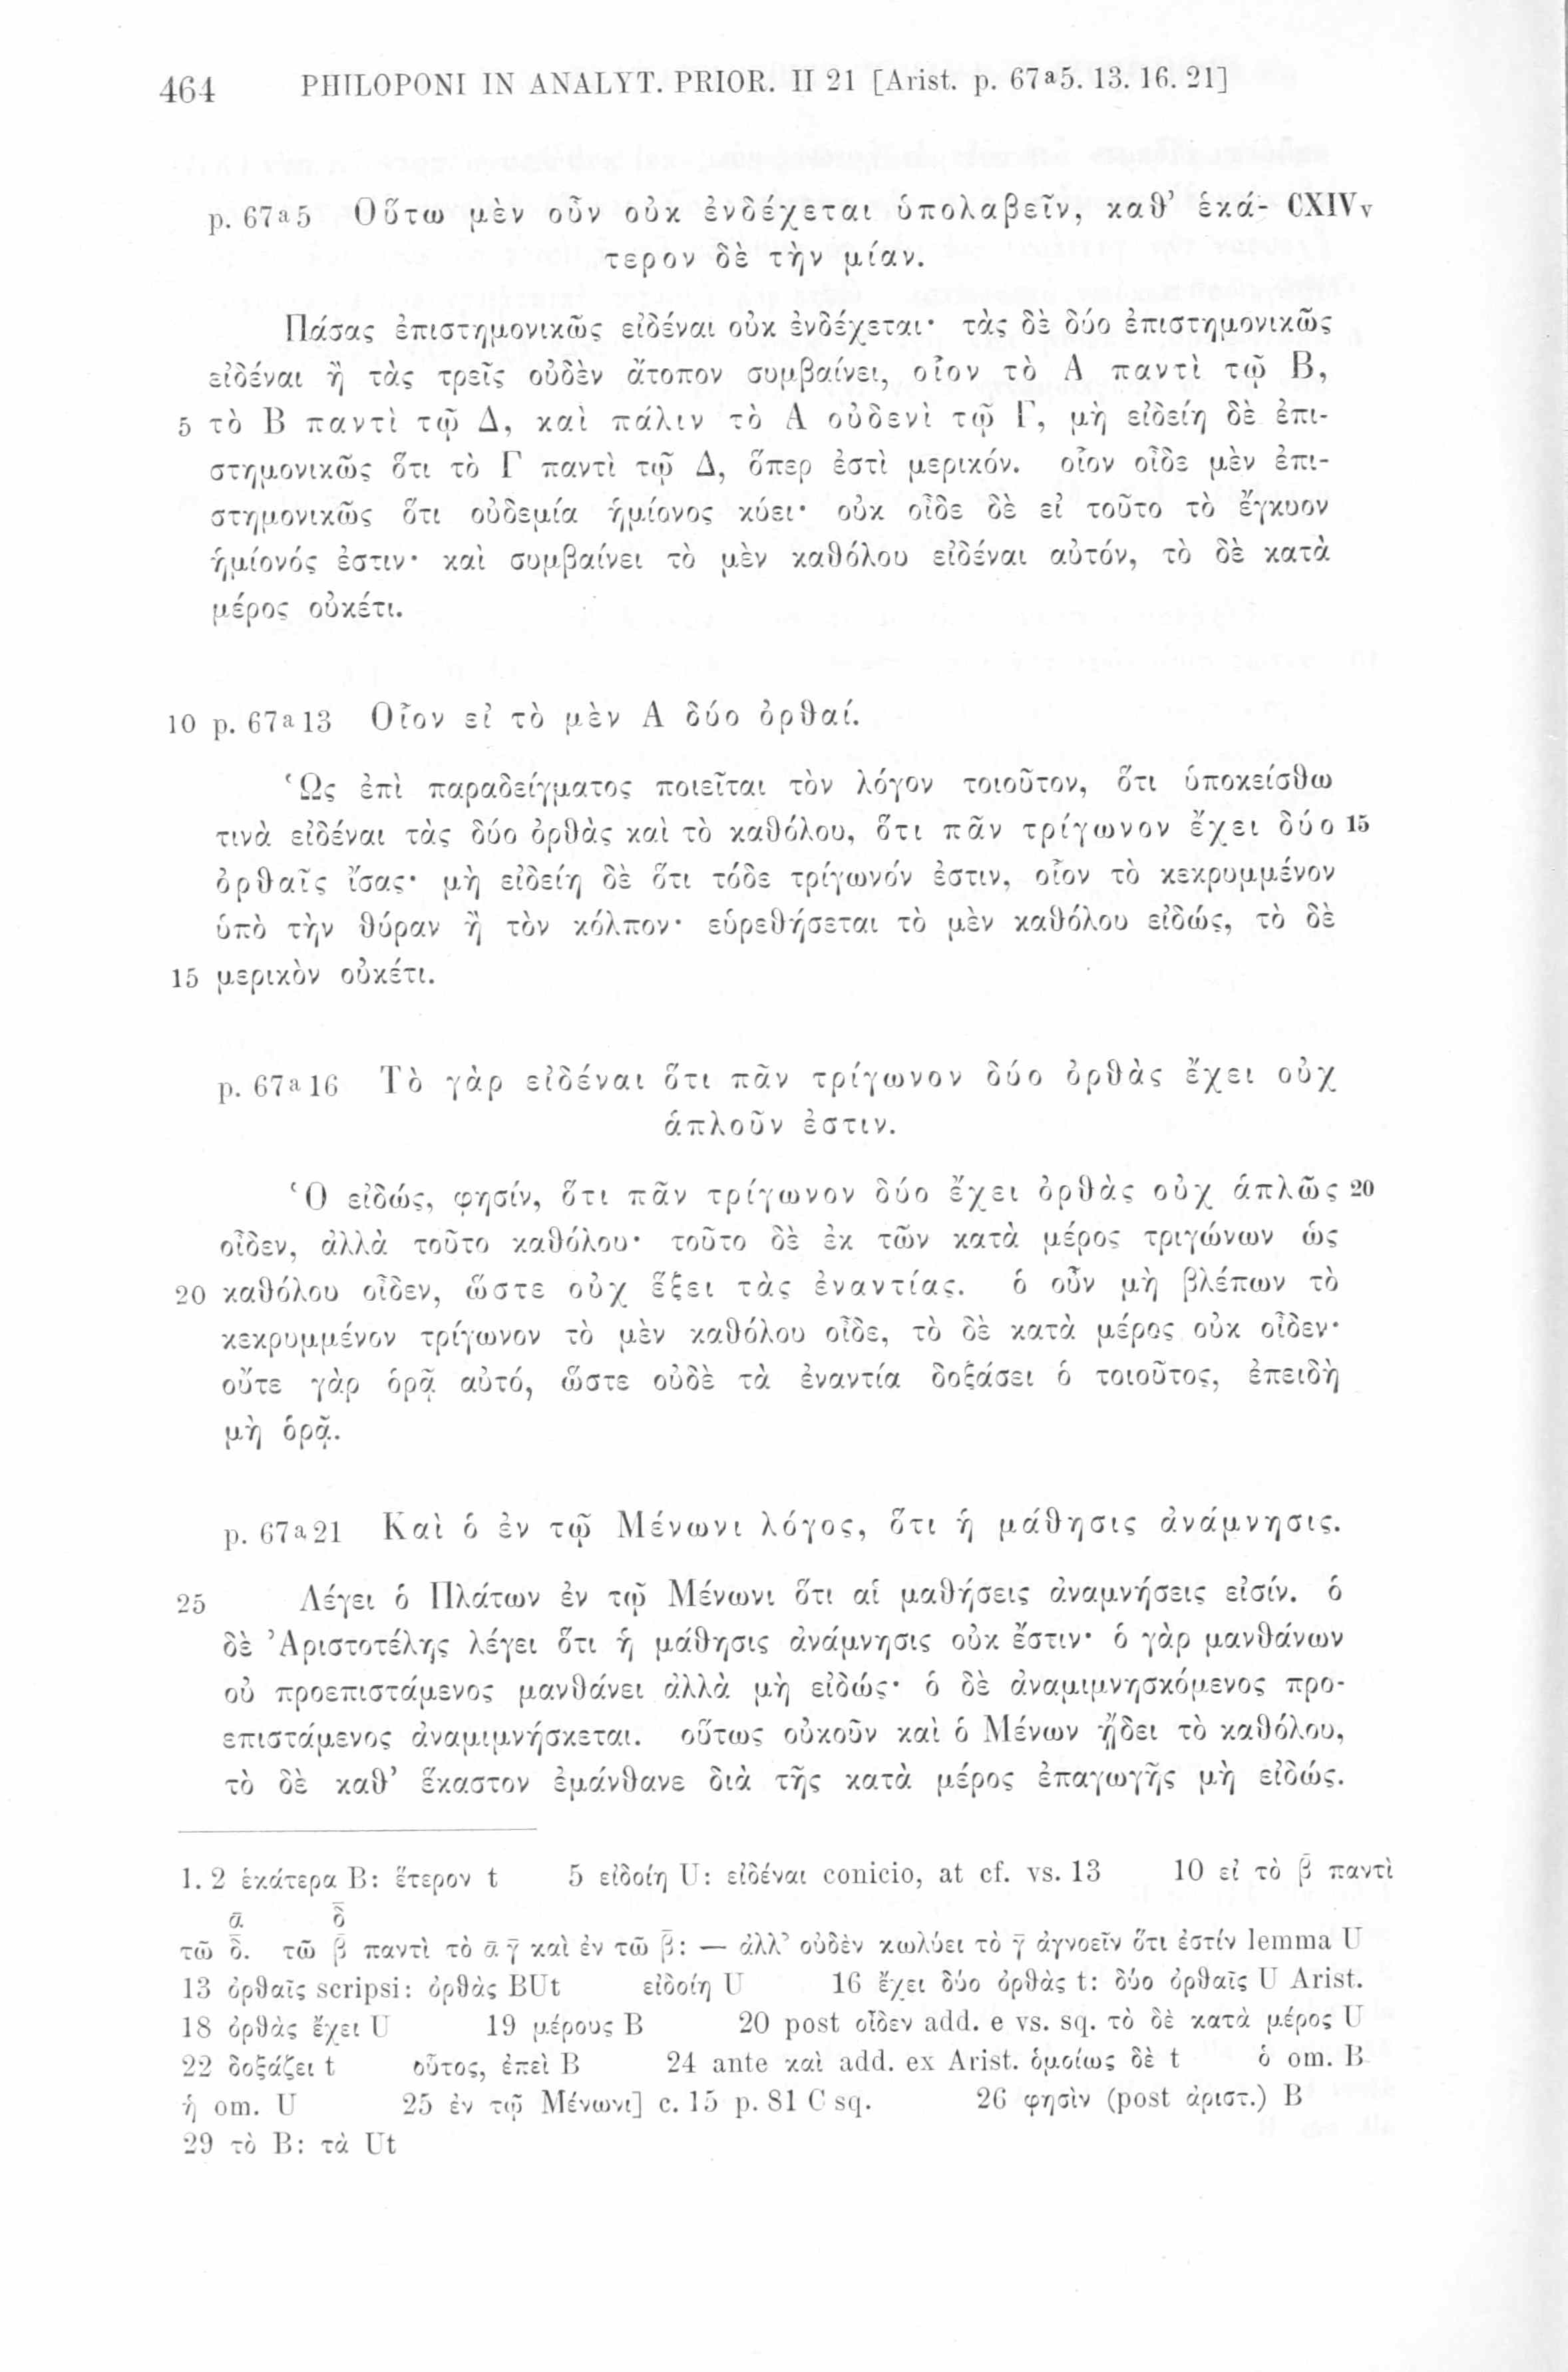 464 PHILOPONI IN ANALYT. PRIOR. II 21 [Arist. p. 67a5. 13. 16. 21]
p. 67a5 Οὕτω μὲν οὖν οὐκ ἐνδέχεται ὑπολαβεῖν, καθ’ ἑκά- CXIVv
τερον δὲ τὴν μίαν.
Πάσας ἐπιστημονικῶς εἰδέναι οὐκ ἐνδέχεται· τὰς δὲ δύο ἐπιστημονικῶς
εἰδέναι ἢ τὰς τρεῖς οὐδὲν ἄτοπον συμβαίνει, οἷον τὸ Α παντὶ τῷ Β,
5 τὸ Β παντὶ τῷ Δ, καὶ πάλιν τὸ Α οὐδενὶ τῷ Γ, μὴ εἰδείη δὲ ἐπι-
στημονικῶς ὅτι τὸ Γ παντὶ τῷ Δ, ὅπερ ἐστὶ μερικόν. οἷον οἶδε μὲν ἐπι-
στημονικῶς ὅτι οὐδεμία ἡμίονος κύει· οὐκ οἶδε δὲ εἰ τοῦτο τὸ ἔγκυον
ἡμίονός ἐστιν· καὶ συμβαίνει τὸ μὲν καθόλου εἰδέναι αὐτόν, τὸ δὲ κατὰ
μέρος οὐκέτι.
10 p. 67a13 Οἷον εἰ τὸ μὲν Α δύο ὀρθαί.
Ὡς ἐπὶ παραδείγματος ποιεῖται τὸν λόγον τοιοῦτον, ὅτι ὑποκείσθω
τινὰ εἰδέναι τὰς δύο ὀρθὰς καὶ τὸ καθόλου, ὅτι πᾶν τρίγωνον ἔχει δύο 15
ὀρθαῖς ἴσας· μὴ εἰδείη δὲ ὅτι τόδε τρίγωνόν ἐστιν, οἷον τὸ κεκρυμμένον
ὑπὸ τὴν θύραν ἢ τὸν κόλπον· εὑρεθήσεται τὸ μὲν καθόλου εἰδώς, τὸ δὲ
15 μερικὸν οὐκέτι.
p. 67a16 Τὸ γὰρ εἰδέναι ὅτι πᾶν τρίγωνον δύο ὀρθὰς ἔχει οὐχ
ἁπλοῦν ἐστιν.
Ὁ εἰδώς, φησίν, ὅτι πᾶν τρίγωνον δύο ἔχει ὀρθὰς οὐχ ἁπλῶς 20
οἶδεν, ἀλλὰ τοῦτο καθόλου· τοῦτο δὲ ἐκ τῶν κατὰ μέρος τριγώνων ὡς
20 καθόλου οἶδεν, ὥστε οὐχ ἕξει τὰς ἐναντίας. ὁ οὖν μὴ βλέπων τὸ
κεκρυμμένον τρίγωνον τὸ μὲν καθόλου οἶδε, τὸ δὲ κατὰ μέρος οὐκ οἶδεν·
οὔτε γὰρ ὁρᾷ αὐτό, ὥστε οὐδὲ τὰ ἐναντία δοξάσει ὁ τοιοῦτος, ἐπειδὴ
μὴ ὁρᾷ.
p. 67a21 Καὶ ὁ ἐν τῷ Μένωνι λόγος, ὅτι ἡ μάθησις ἀνάμνησις.
25 Λέγει ὁ Πλάτων ἐν τῷ Μένωνι ὅτι αἱ μαθήσεις ἀναμνήσεις εἰσίν. ὁ
δὲ Ἀριστοτέλης λέγει ὅτι ἡ μάθησις ἀνάμνησις οὐκ ἔστιν· ὁ γὰρ μανθάνων
οὐ προεπιστάμενος μανθάνει ἀλλὰ μὴ εἰδώς· ὁ δὲ ἀναμιμνησκόμενος προ-
επιστάμενος ἀναμιμνήσκεται. οὕτως οὐκοῦν καὶ ὁ Μένων ᾔδει τὸ καθόλου,
τὸ δὲ καθ’ ἕκαστον ἐμάνθανε διὰ τῆς κατὰ μέρος ἐπαγωγῆς μὴ εἰδώς.
1. 2 ἑκάτερα B: ἕτερον t 5 εἰδοίη U: εἰδέναι conicio, at cf. vs. 13 10 εἰ τὸ β̄ παντὶ
ᾱ δ̄
τῶ δ̄. τῶ β̄ παντὶ τὸ ᾱ γ̄ καὶ ἐν τῶ β̄: — ἀλλ’ οὐδὲν κωλύει τὸ γ̄ ἀγνοεῖν ὅτι ἐστίν lemma U
13 ὀρθαῖς scripsi: ὀρθὰς BUt εἰδοίη U 16 ἔχει δύο ὀρθὰς t: δύο ὀρθαῖς U Arist.
18 ὀρθὰς ἔχει U 19 μέρους B 20 post οἶδεν add. e vs. sq. τὸ δὲ κατὰ μέρος U
22 δοξάζει t οὗτος, ἐπεὶ B 24 ante καὶ add. ex Arist. ὁμοίως δὲ t ὁ om. B
ἡ om. U 25 ἐν τῷ Μένωνι] c. 15 p. 81 C sq. 26 φησὶν (post ἀριστ.) B
29 τὸ B: τὰ Ut